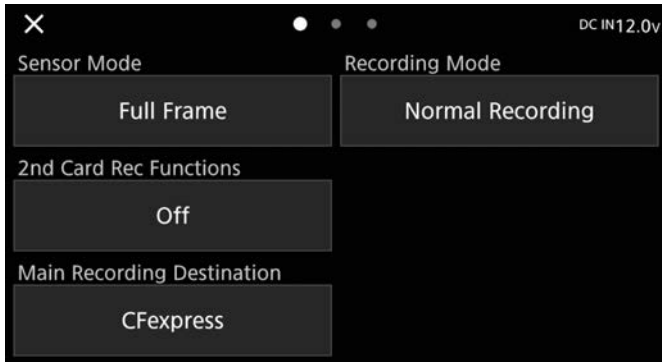 DC IN12.0V
Sensor Mode
Recording Mode
Full Frame
Normal Recording
2nd Card Rec Functions
Off
Main Recording Destination
CFexpress